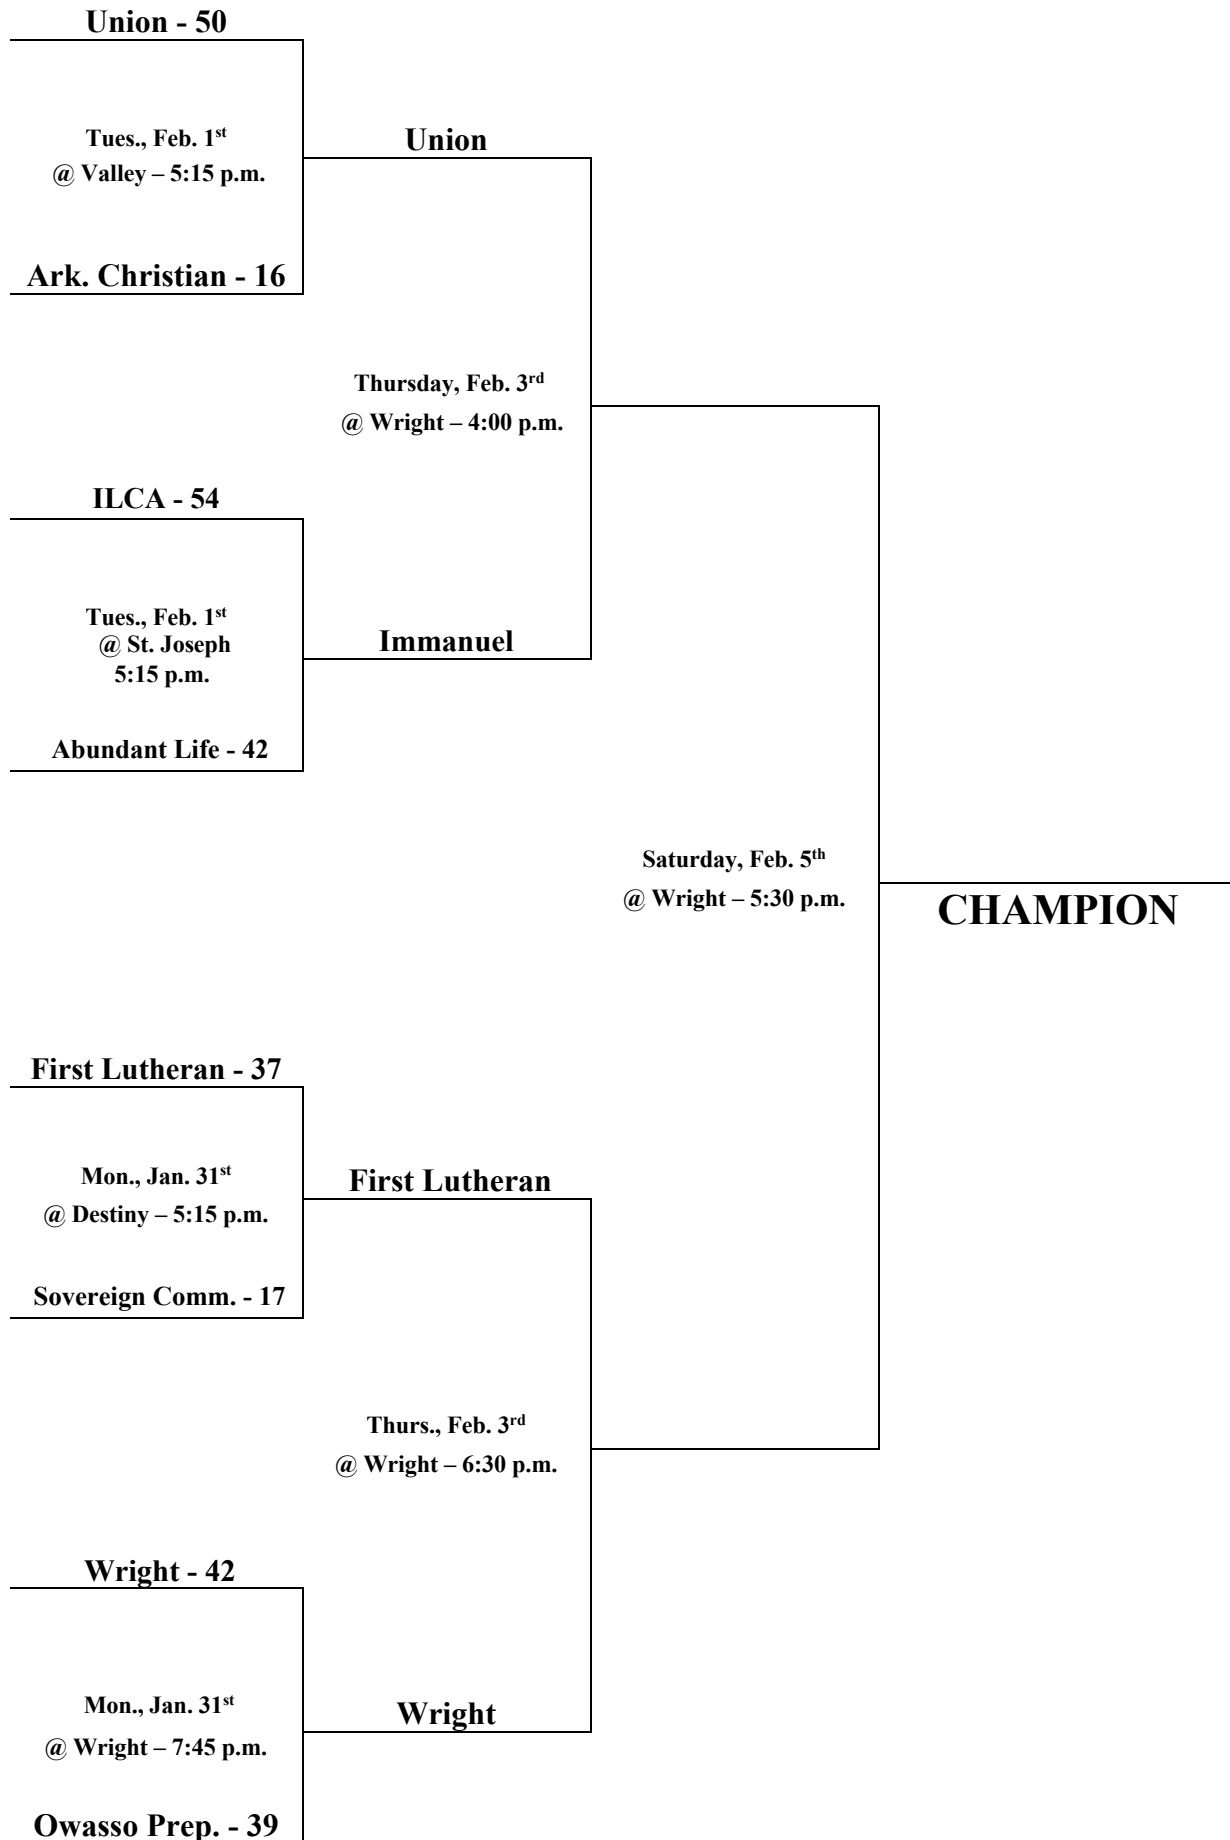 Union - 50
Tues., Feb. 1st
@ Valley – 5:15 p.m.
Union
Ark. Christian - 16
Thursday, Feb. 3rd
@ Wright – 4:00 p.m.
ILCA - 54
Tues., Feb. 1st
@ St. Joseph
5:15 p.m.
Immanuel
Abundant Life - 42
Saturday, Feb. 5th
@ Wright – 5:30 p.m.
CHAMPION
First Lutheran - 37
Mon., Jan. 31st
@ Destiny – 5:15 p.m.
First Lutheran
Sovereign Comm. - 17
Thurs., Feb. 3rd
@ Wright – 6:30 p.m.
Wright - 42
Mon., Jan. 31st
@ Wright – 7:45 p.m.
Wright
Owasso Prep. - 39